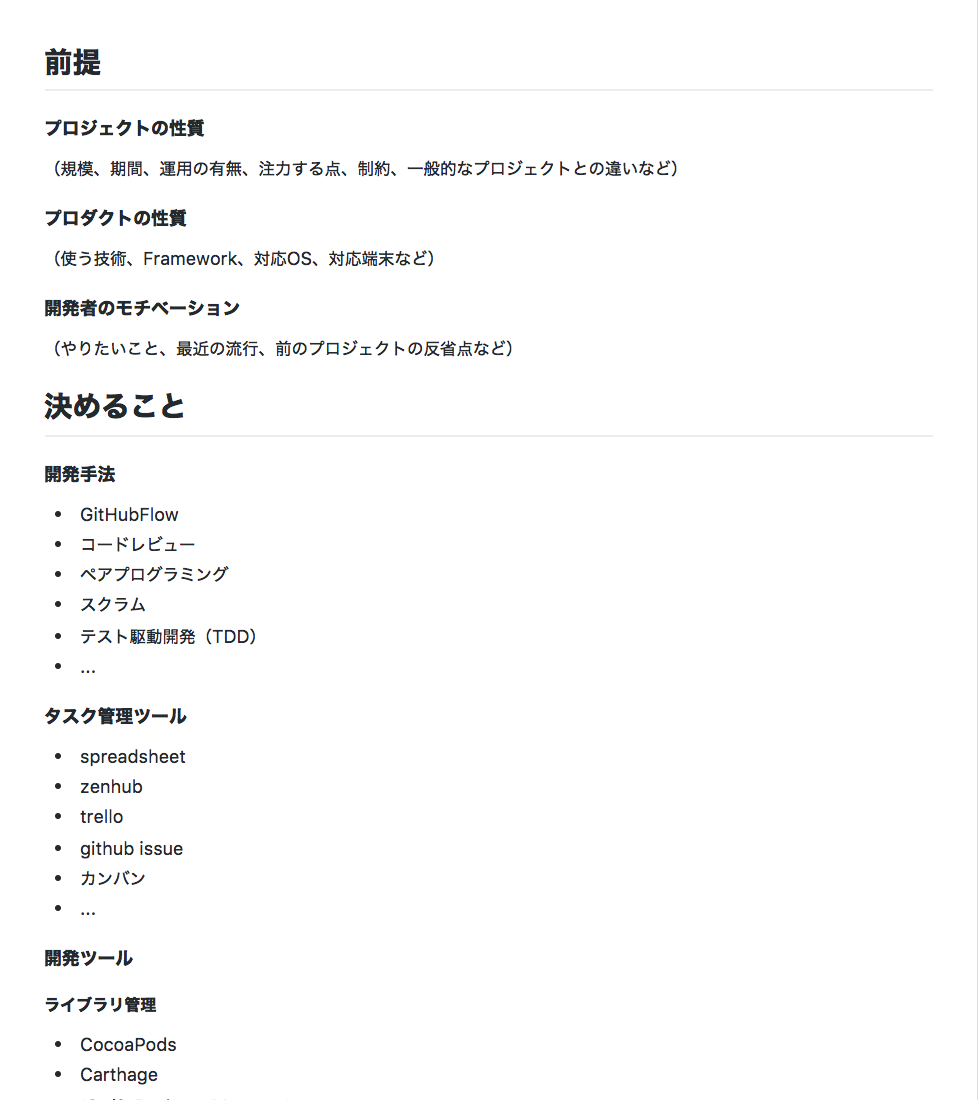 前提
プロジェクトの性質
（規模、期間、運用の有無、注力する点、制約、一般的なプロジェクトとの違いなど）
プロダクトの性質
（使う技術、Framework、対応OS、対応端末など）
開発者のモチベーション
（やりたいこと、最近の流行、前のプロジェクトの反省点など）
決めること
開発手法
• GitHubFlow
• コードレビュー
• ペアプログラミング
• スクラム
• テスト駆動開発（TDD）
• ...
タスク管理ツール
• spreadsheet
• zenhub
• trello
• github issue
• カンバン
• ...
開発ツール
ライブラリ管理
• CocoaPods
• Carthage